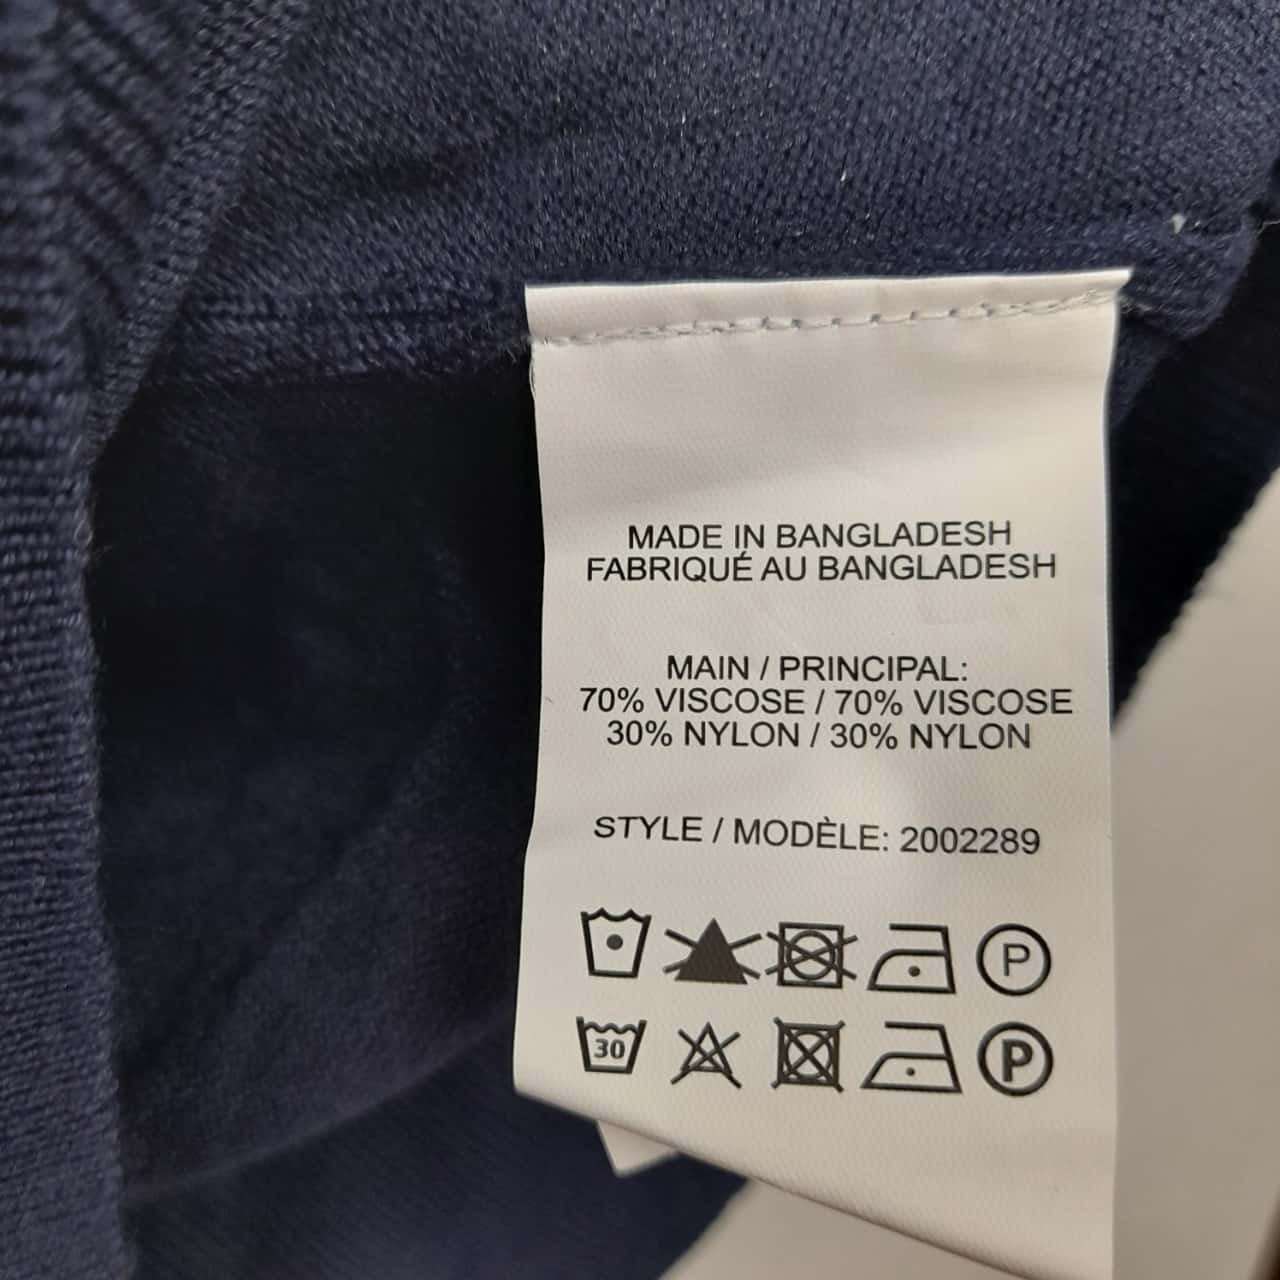 MADE IN BANGLADESH
FABRIQUÉ AU BANGLADESH
MAIN / PRINCIPAL:
70% VISCOSE / 70% VISCOSE
30% NYLON / 30% NYLON
STYLE / MODÈLE: 2002289
P
30 P